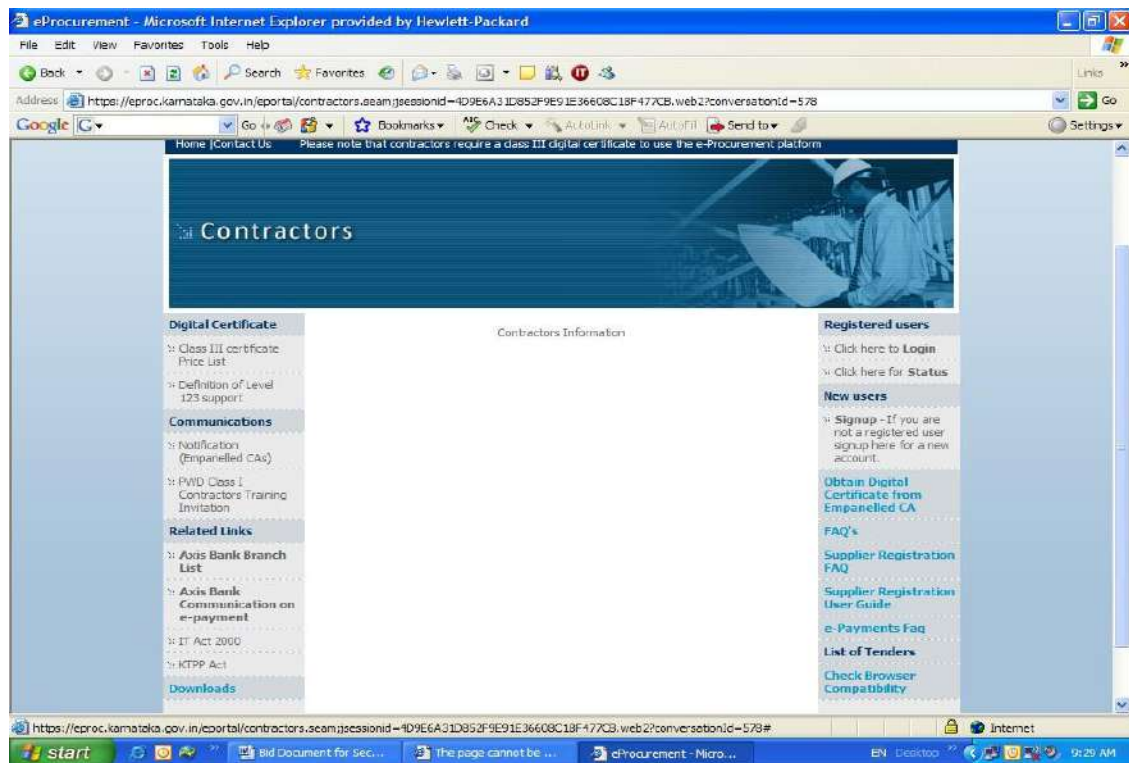 eProcurement - Microsoft Internet Explorer provided by Hewlett-Packard
File Edit View Favorites Tools Help
Back Search Favorites
Links
Address https://eproc.karnataka.gov.in/eportal/contractors.seam;jsessionid=4D9E6A31D852F9E91E36608C18F477CB.web2?conversationId=578
Go
Google G Go Bookmarks Check AutoLink AutoFill Send to Settings
Home |Contact Us Please note that contractors require a class III digital certificate to use the e-Procurement platform
Contractors
Digital Certificate
Class III certificate
Price List
Definition of Level
123 support
Communications
Notification
(Empanelled CAs)
PWD Class I
Contractors Training
Invitation
Related Links
Axis Bank Branch
List
Axis Bank
Communication on
e-payment
IT Act 2000
KTPP Act
Downloads
Contractors Information
Registered users
Click here to Login
Click here for Status
New users
Signup - If you are
not a registered user
signup here for a new
account.
Obtain Digital
Certificate from
Empanelled CA
FAQ's
Supplier Registration
FAQ
Supplier Registration
User Guide
e-Payments Faq
List of Tenders
Check Browser
Compatibility
https://eproc.karnataka.gov.in/eportal/contractors.seam;jsessionid=4D9E6A31D852F9E91E36608C18F477CB.web2?conversationId=578#
Internet
start Bid Document for Sec... The page cannot be ... eProcurement - Micro... EN Desktop 9:29 AM